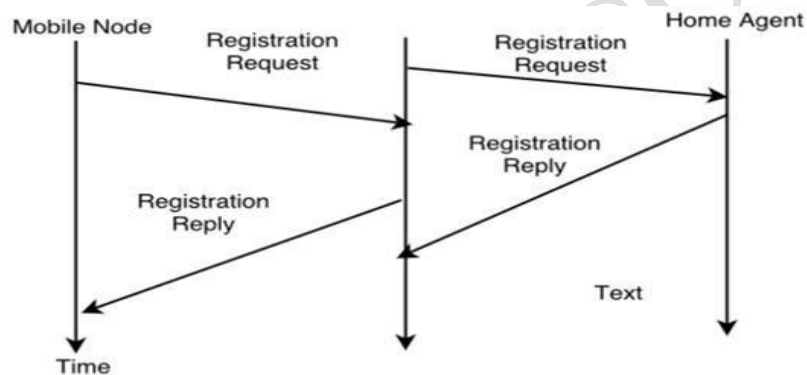 Mobile Node
Home Agent
Registration
Request
Registration
Request
Registration
Reply
Registration
Reply
Text
Time